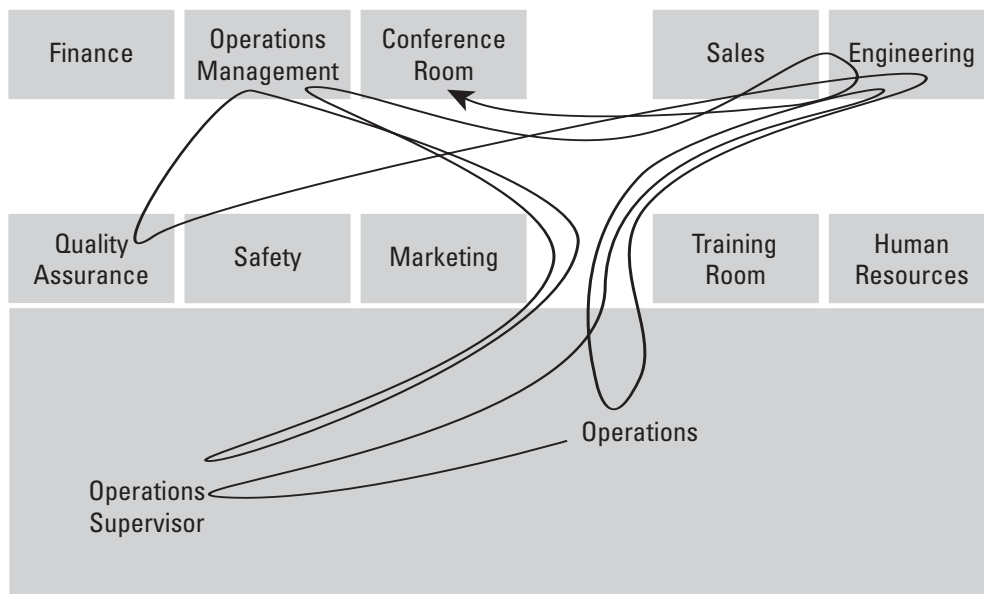 Finance
Operations
Management
Conference
Room
Sales
Engineering
Quality
Assurance
Safety
Marketing
Training
Room
Human
Resources
Operations
Operations
Supervisor